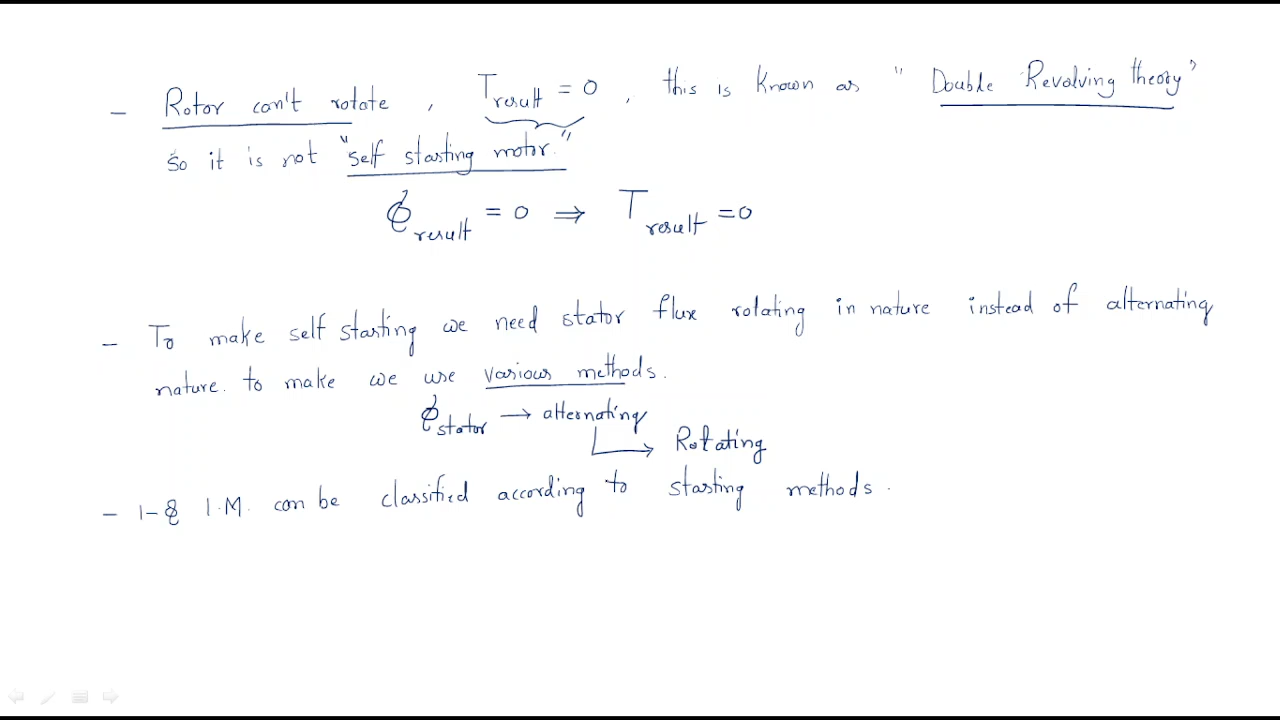 - Rotor can't rotate , Tresult = 0 , this is known as "Double Revolving theory"
so it is not "self starting motor."
ϕresult = 0 ⇒ Tresult = 0
- To make self starting we need stator flux rotating in nature instead of alternating
nature. to make we use various methods.
ϕstator → alternating
→ Rotating
- 1-ϕ I.M. can be classified according to starting methods.